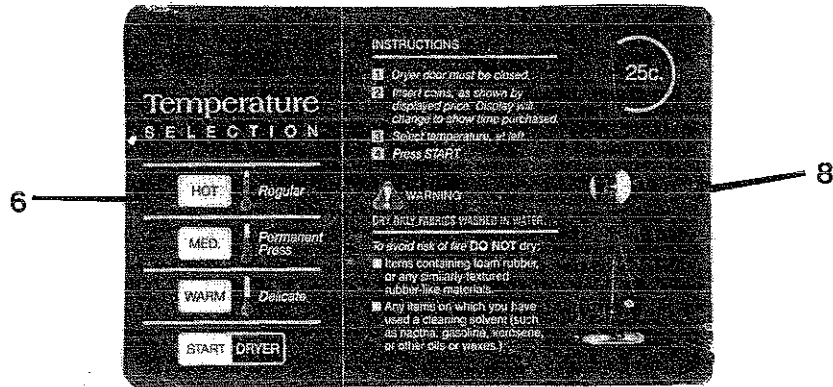 6
Temperature
SELECTION
HOT Regular
MED. Permanent
Press
WARM Delicate
START DRYER
INSTRUCTIONS
1 Dryer door must be closed.
2 Insert coins, as shown by
displayed price. Display will
change to show time purchased.
3 Select temperature, at left
4 Press START
WARNING
DRY ONLY FABRICS WASHED IN WATER.
To avoid risk of fire DO NOT dry:
Items containing foam rubber,
or any similarly textured
rubber-like materials.
Any items on which you have
used a cleaning solvent (such
as naptha, gasoline, kerosene,
or other oils or waxes.)
25c.
8